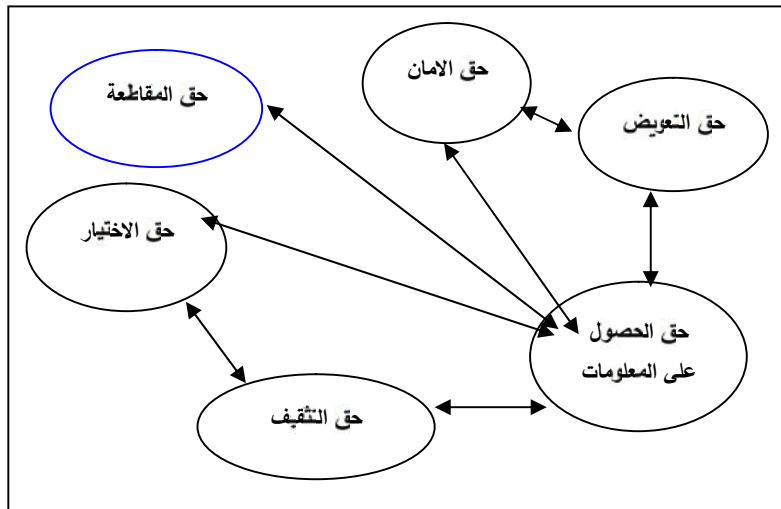 حق الامان
حق المقاطعة
حق التعويض
حق الاختيار
حق الحصول
على المعلومات
حق التثقيف